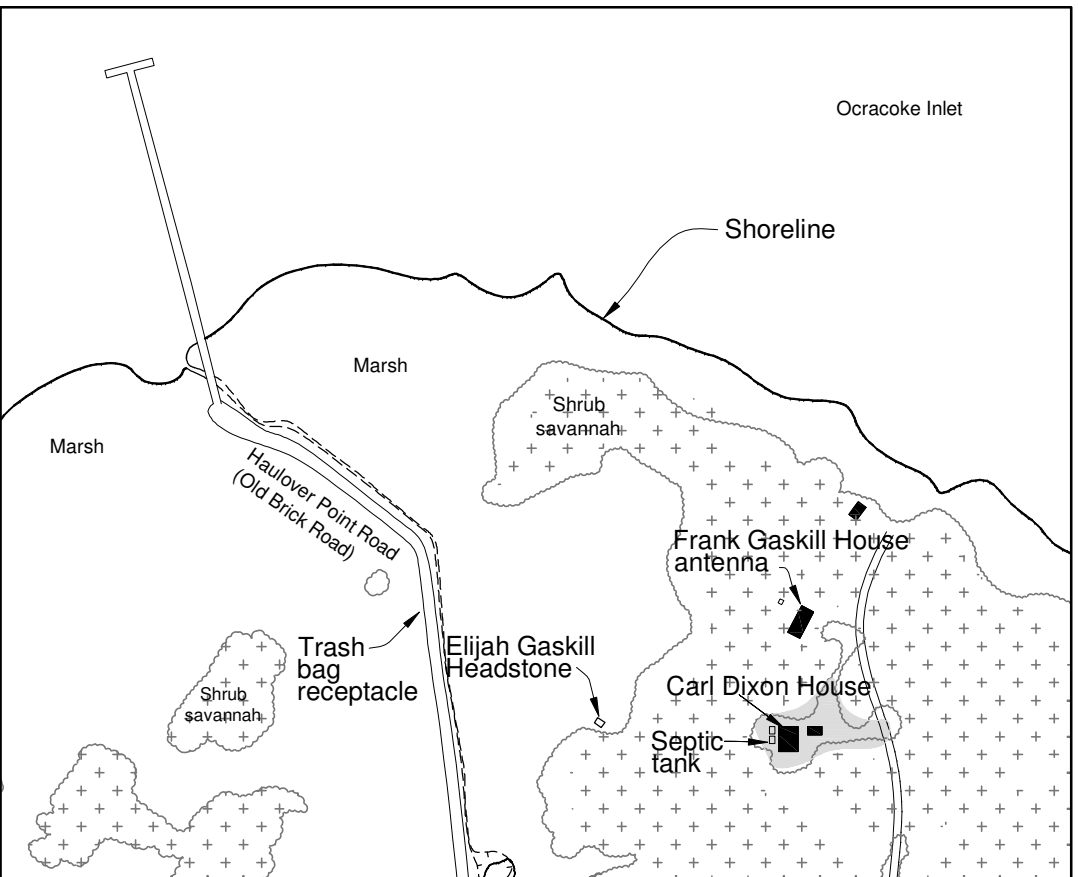 Ocracoke Inlet
Shoreline
Marsh
Shrub
savannah
Marsh
Haulover Point Road
(Old Brick Road)
Frank Gaskill House
antenna
Trash
bag
receptacle
Elijah Gaskill
Headstone
Shrub
savannah
Carl Dixon House
Septic
tank